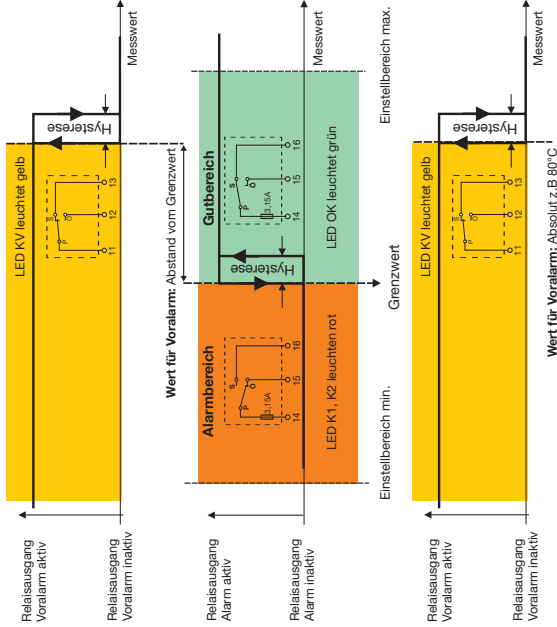 Relaisausgang
Voralarm aktiv
Relaisausgang
Voralarm inaktiv
LED KV leuchtet gelb
S
P
Ö
11
12
13
Hysterese
Messwert
Wert für Voralarm: Abstand vom Grenzwert
Relaisausgang
Alarm aktiv
Relaisausgang
Alarm inaktiv
Alarmbereich
S
P
Ö
3,15A
14
15
16
LED K1, K2 leuchten rot
Hysterese
Gutbereich
S
P
Ö
3,15A
14
15
16
LED OK leuchtet grün
Messwert
Einstellbereich min.
Grenzwert
Einstellbereich max.
Relaisausgang
Voralarm aktiv
Relaisausgang
Voralarm inaktiv
LED KV leuchtet gelb
S
P
Ö
11
12
13
Hysterese
Messwert
Wert für Voralarm: Absolut z.B 80°C